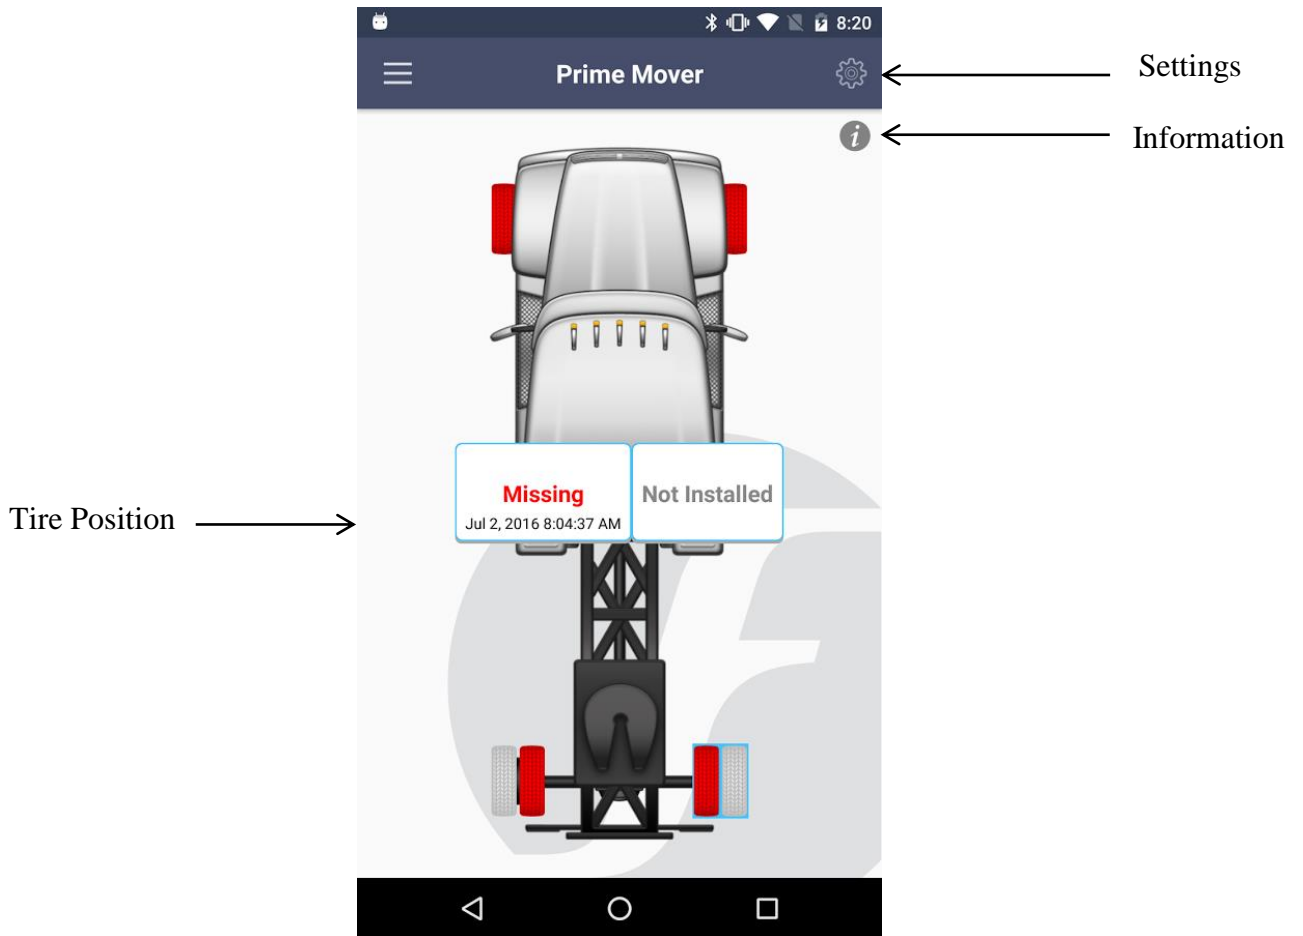 8:20
Prime Mover
Settings
i
Information
Missing
Not Installed
Jul 2, 2016 8:04:37 AM
Tire Position